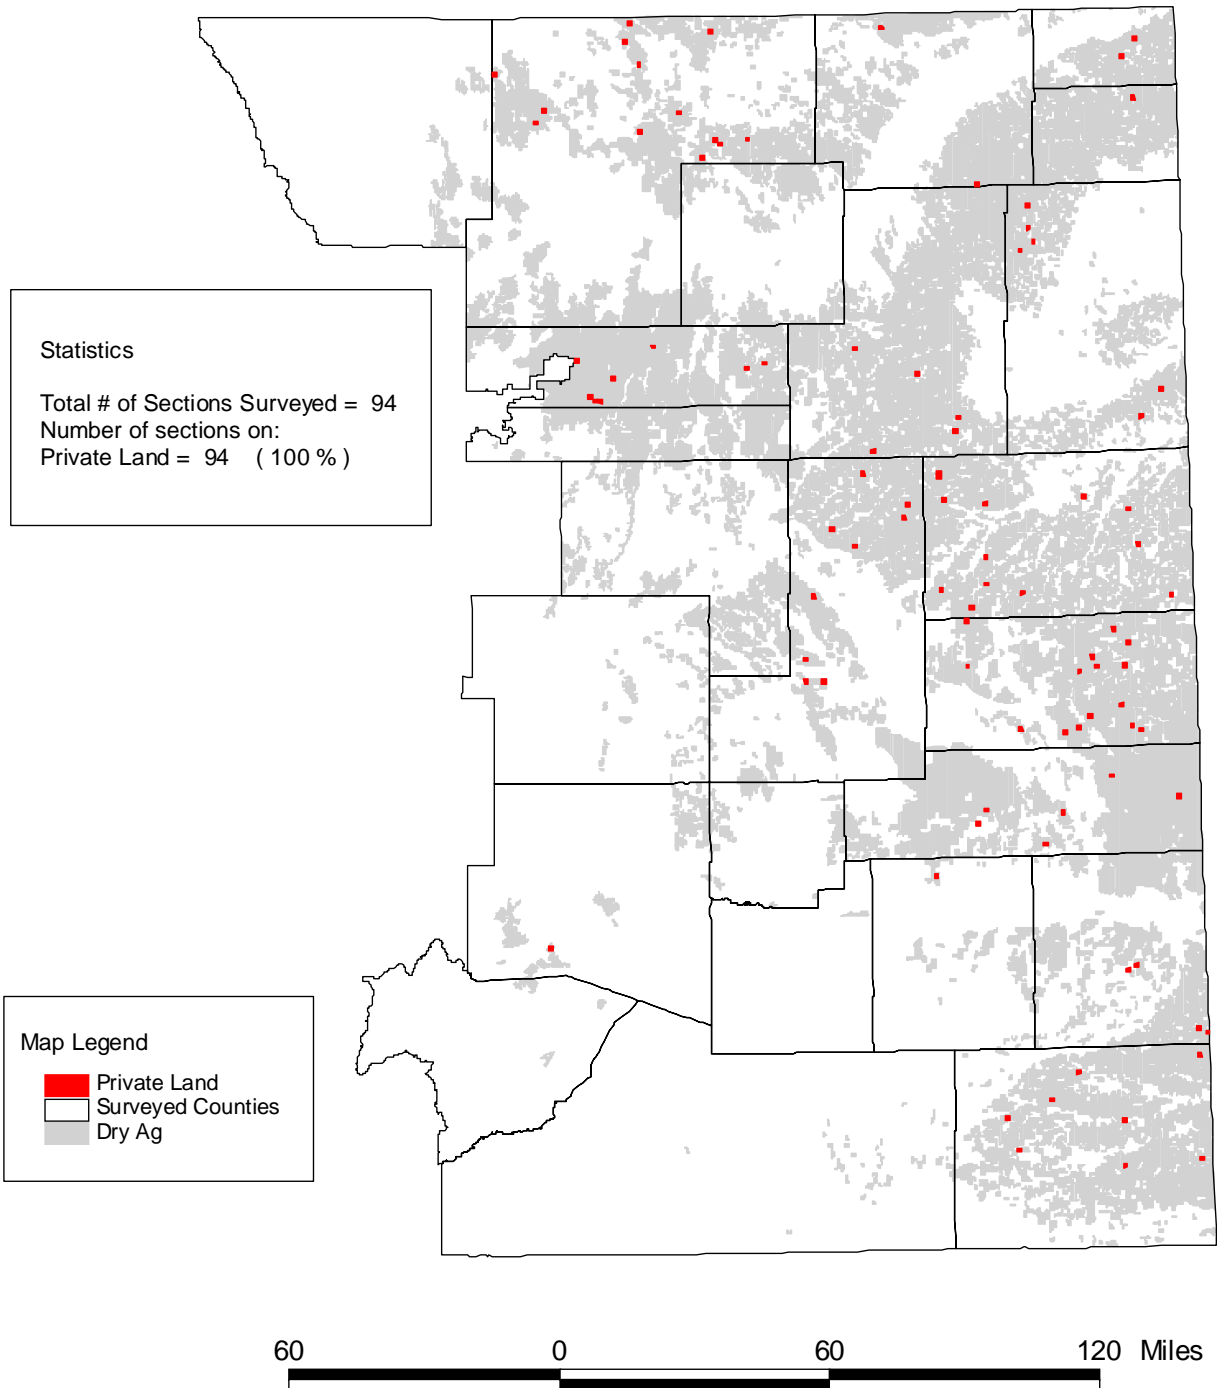 Statistics
Total # of Sections Surveyed = 94
Number of sections on:
Private Land = 94 ( 100 % )
Map Legend
Private Land
Surveyed Counties
Dry Ag
60 0 60 120 Miles